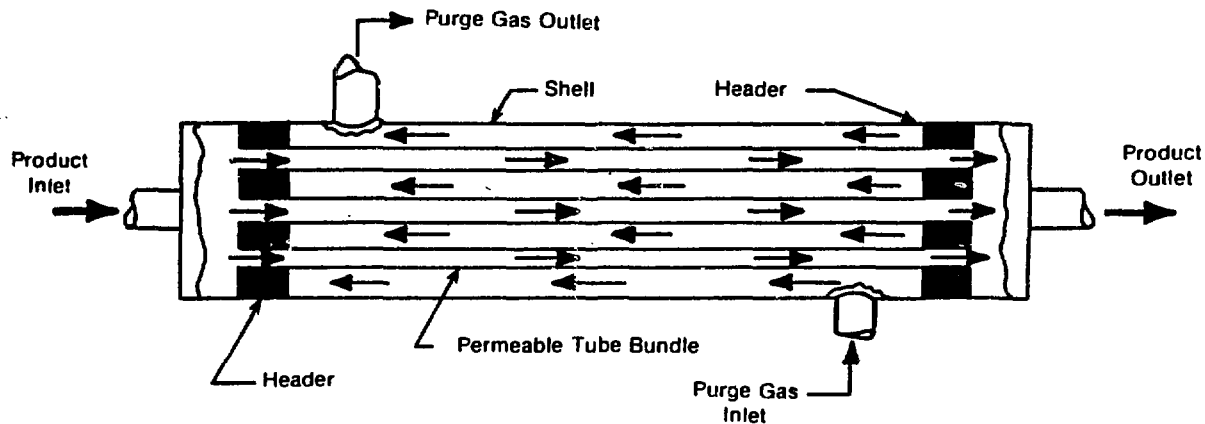 Purge Gas Outlet
Shell
Header
Product
Inlet
Product
Outlet
Permeable Tube Bundle
Header
Purge Gas
Inlet